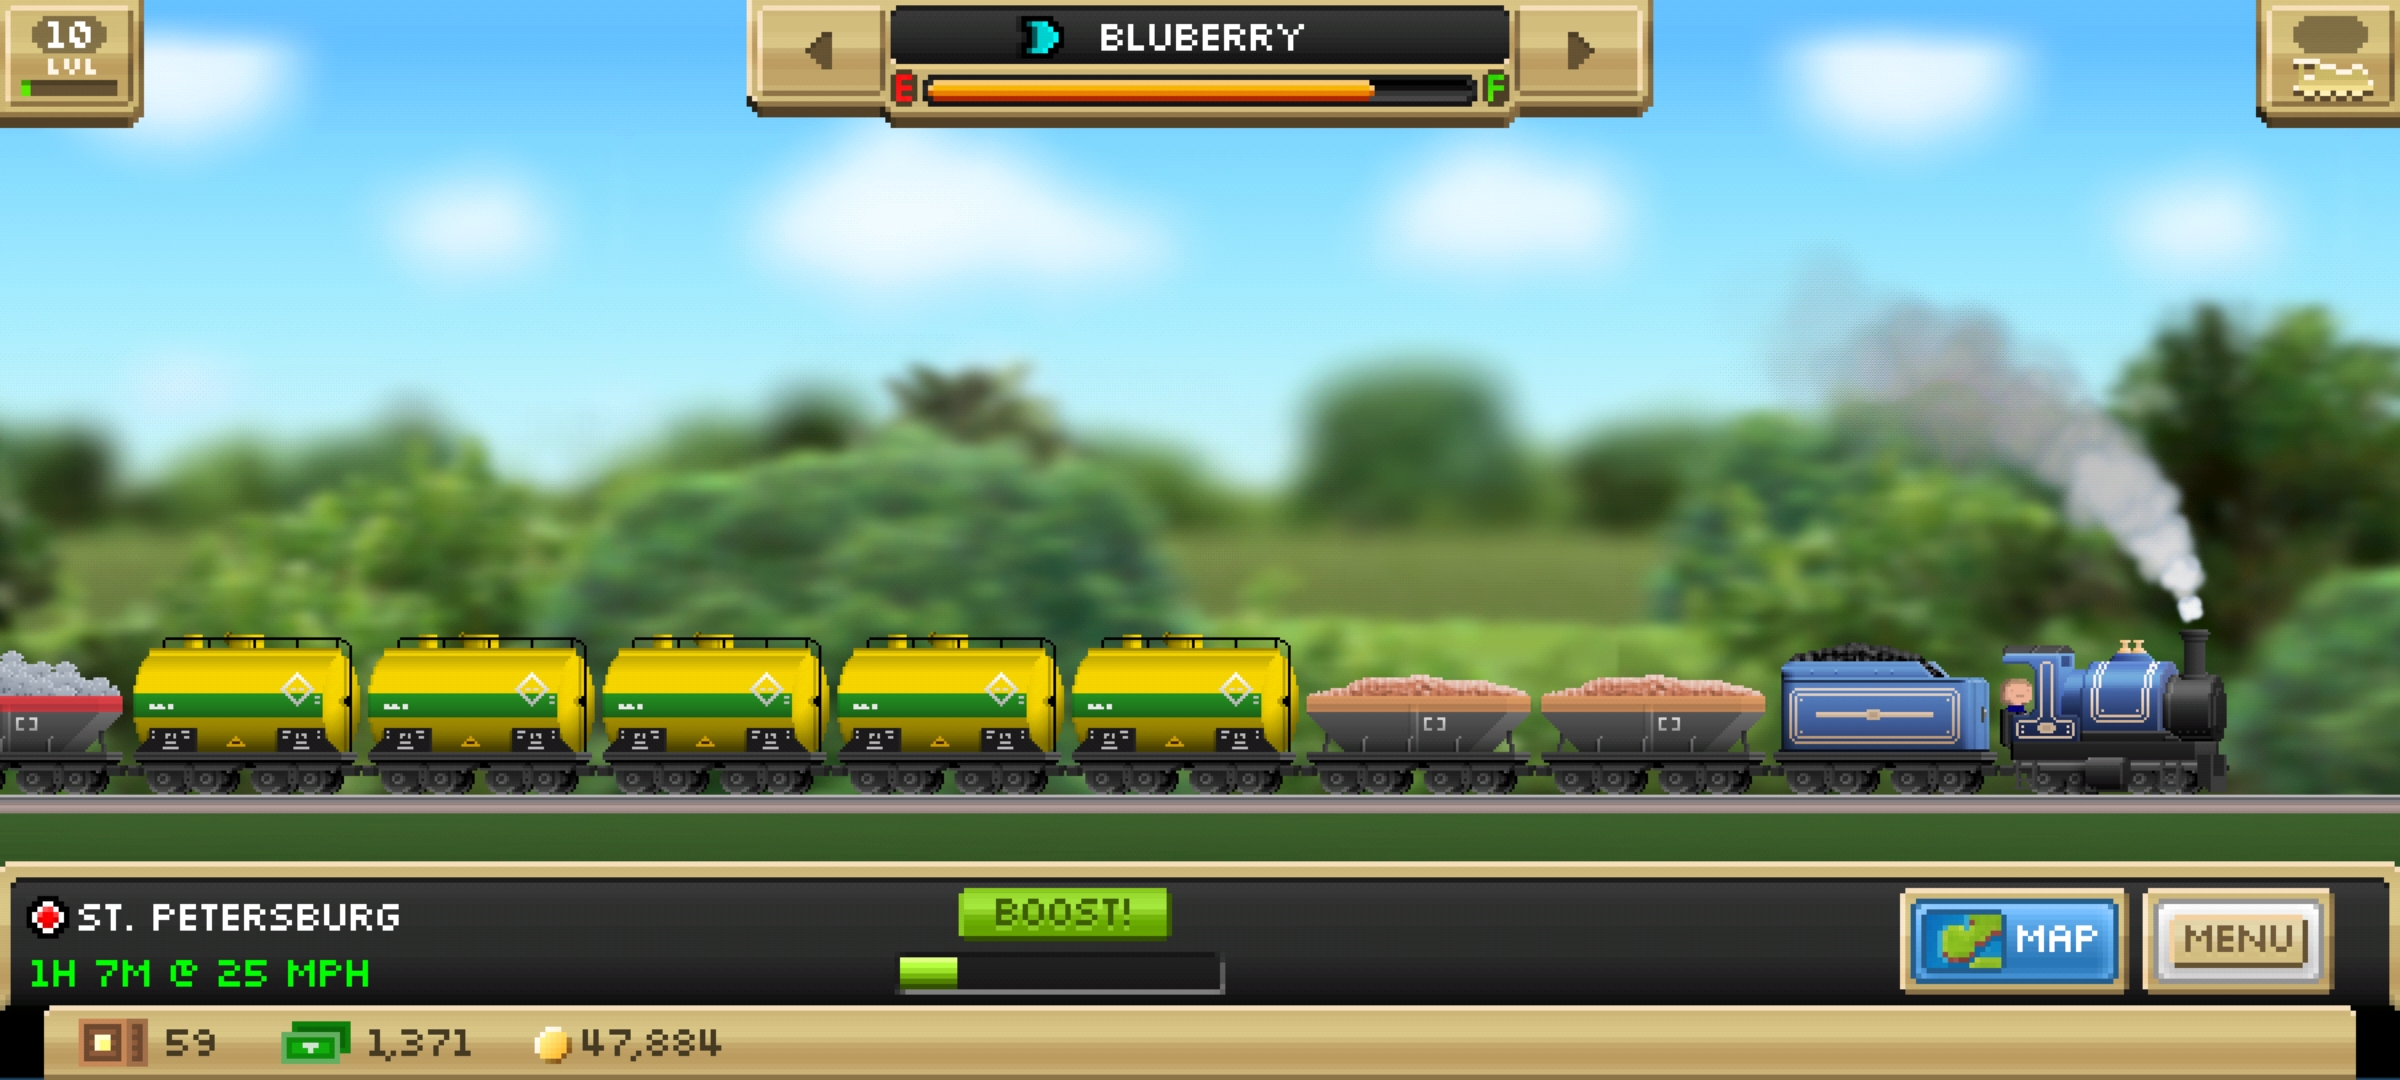 10
LVL
BLUBERRY
E
F
ST. PETERSBURG
BOOST!
1H 7M @ 25 MPH
MAP
MENU
59
1,371
47,884